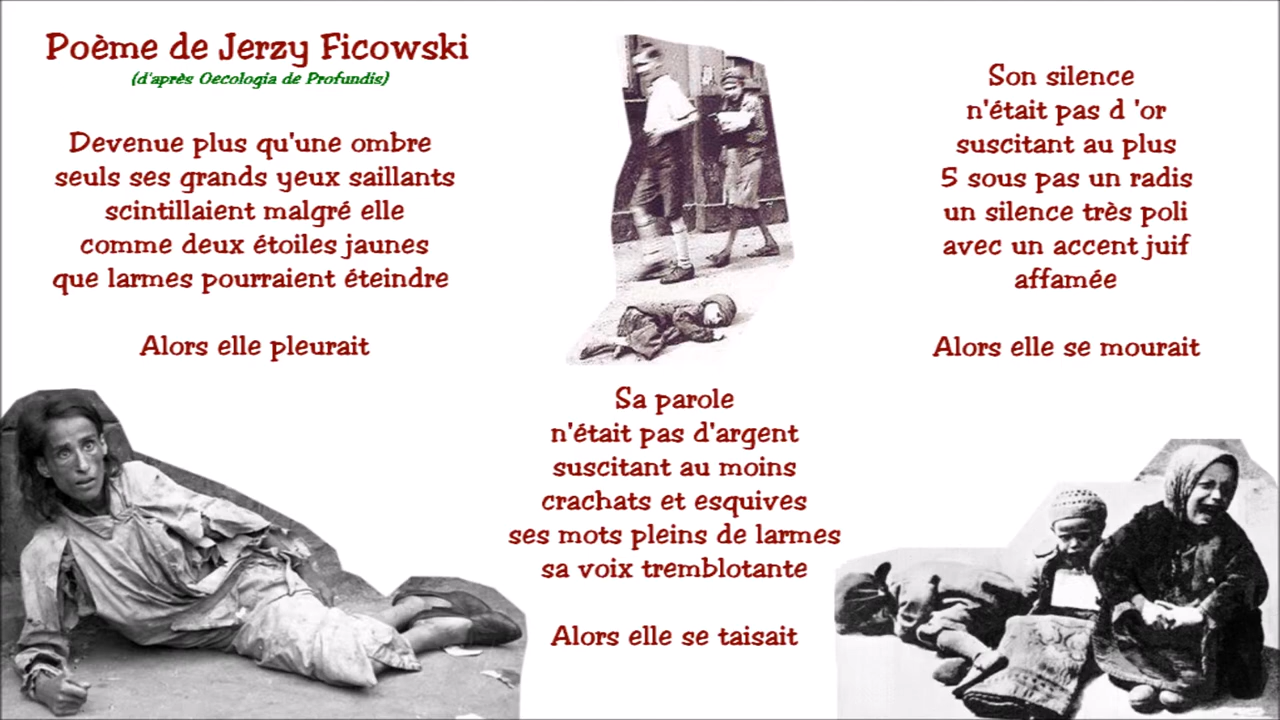 Poème de Jerzy Ficowski
(d'après Oecologia de Profundis)
Devenue plus qu'une ombre
seuls ses grands yeux saillants
scintillaient malgré elle
comme deux étoiles jaunes
que larmes pourraient éteindre
Alors elle pleurait
Sa parole
n'était pas d'argent
suscitant au moins
crachats et esquives
ses mots pleins de larmes
sa voix tremblotante
Alors elle se taisait
Son silence
n'était pas d 'or
suscitant au plus
5 sous pas un radis
un silence très poli
avec un accent juif
affamée
Alors elle se mourait